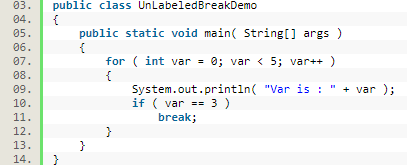 03. public class UnLabeledBreakDemo
04. {
05.     public static void main( String[] args )
06.     {
07.         for ( int var = 0; var < 5; var++ )
08.         {
09.             System.out.println( "Var is : " + var );
10.             if ( var == 3 )
11.                 break;
12.         }
13.     }
14. }